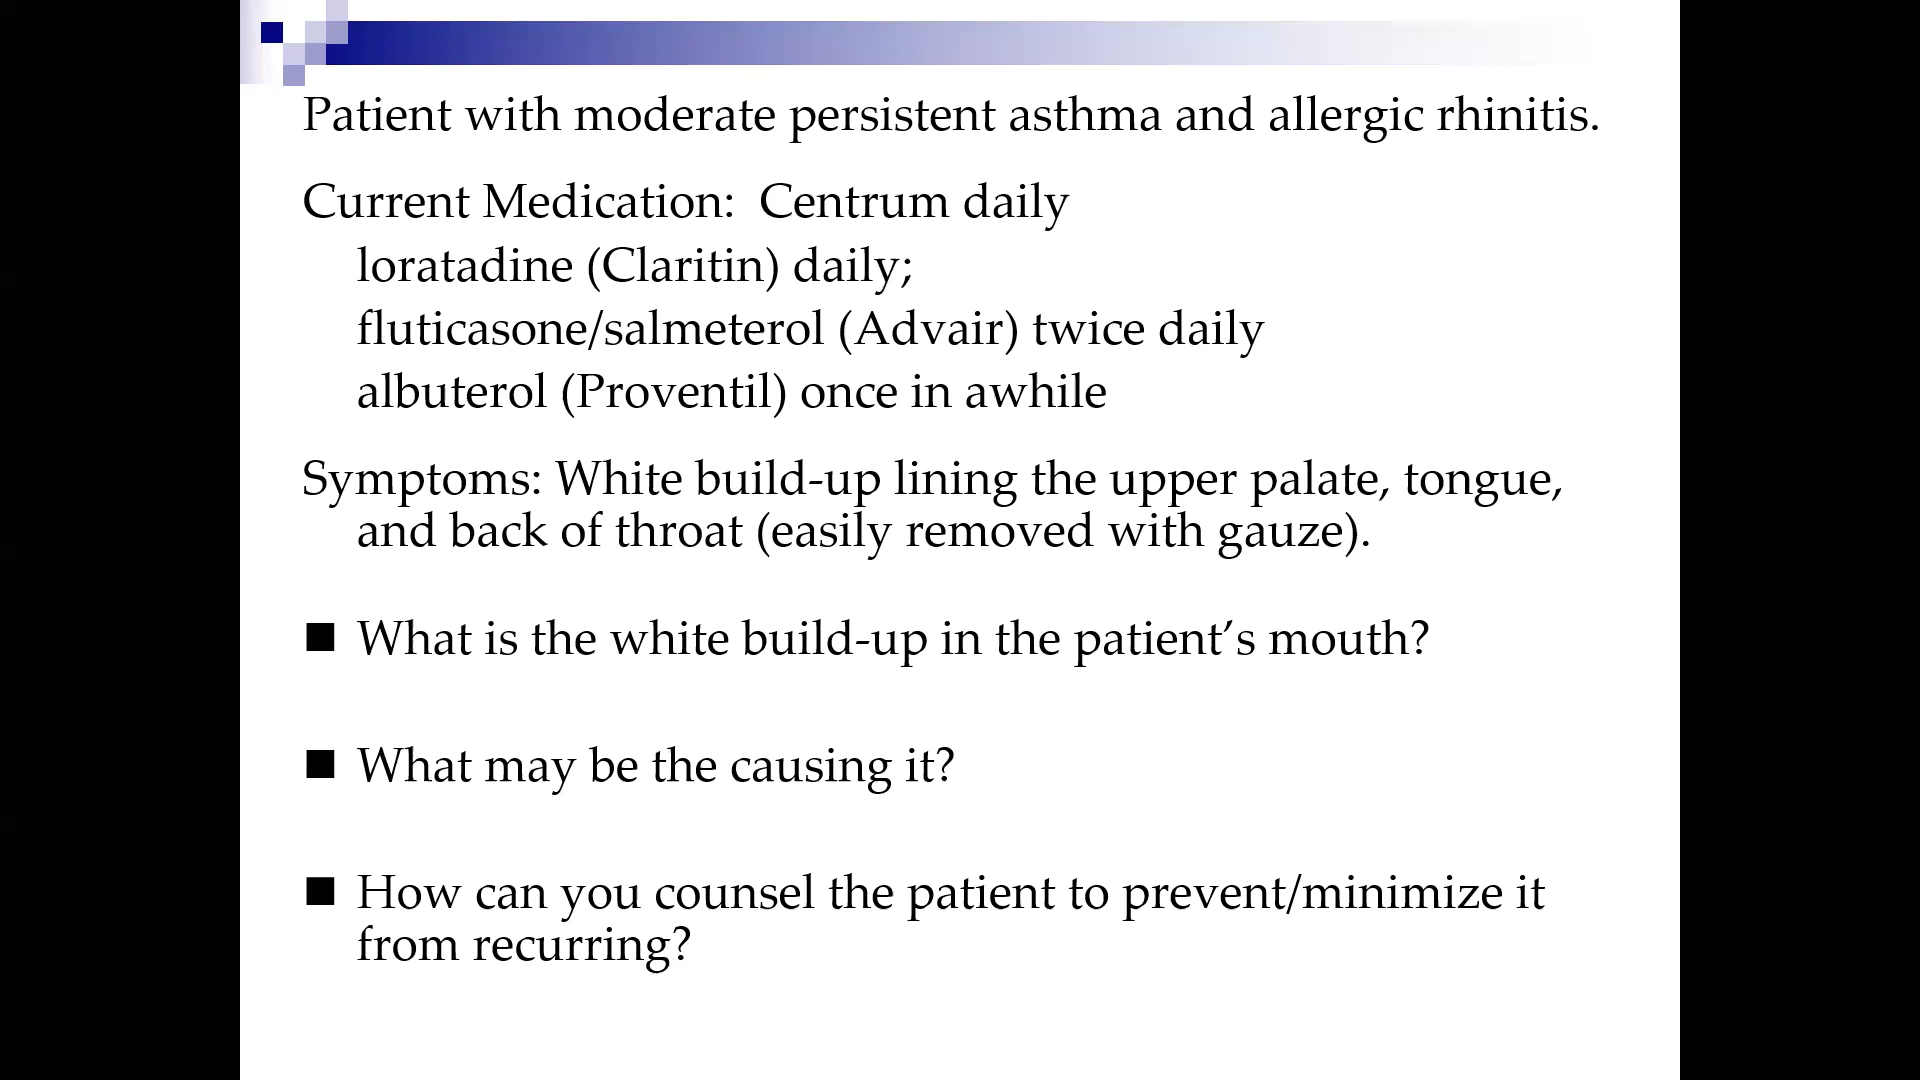 Patient with moderate persistent asthma and allergic rhinitis.
Current Medication:  Centrum daily
loratadine (Claritin) daily;
fluticasone/salmeterol (Advair) twice daily
albuterol (Proventil) once in awhile
Symptoms: White build-up lining the upper palate, tongue,
and back of throat (easily removed with gauze).
■ What is the white build-up in the patient’s mouth?
■ What may be the causing it?
■ How can you counsel the patient to prevent/minimize it
from recurring?